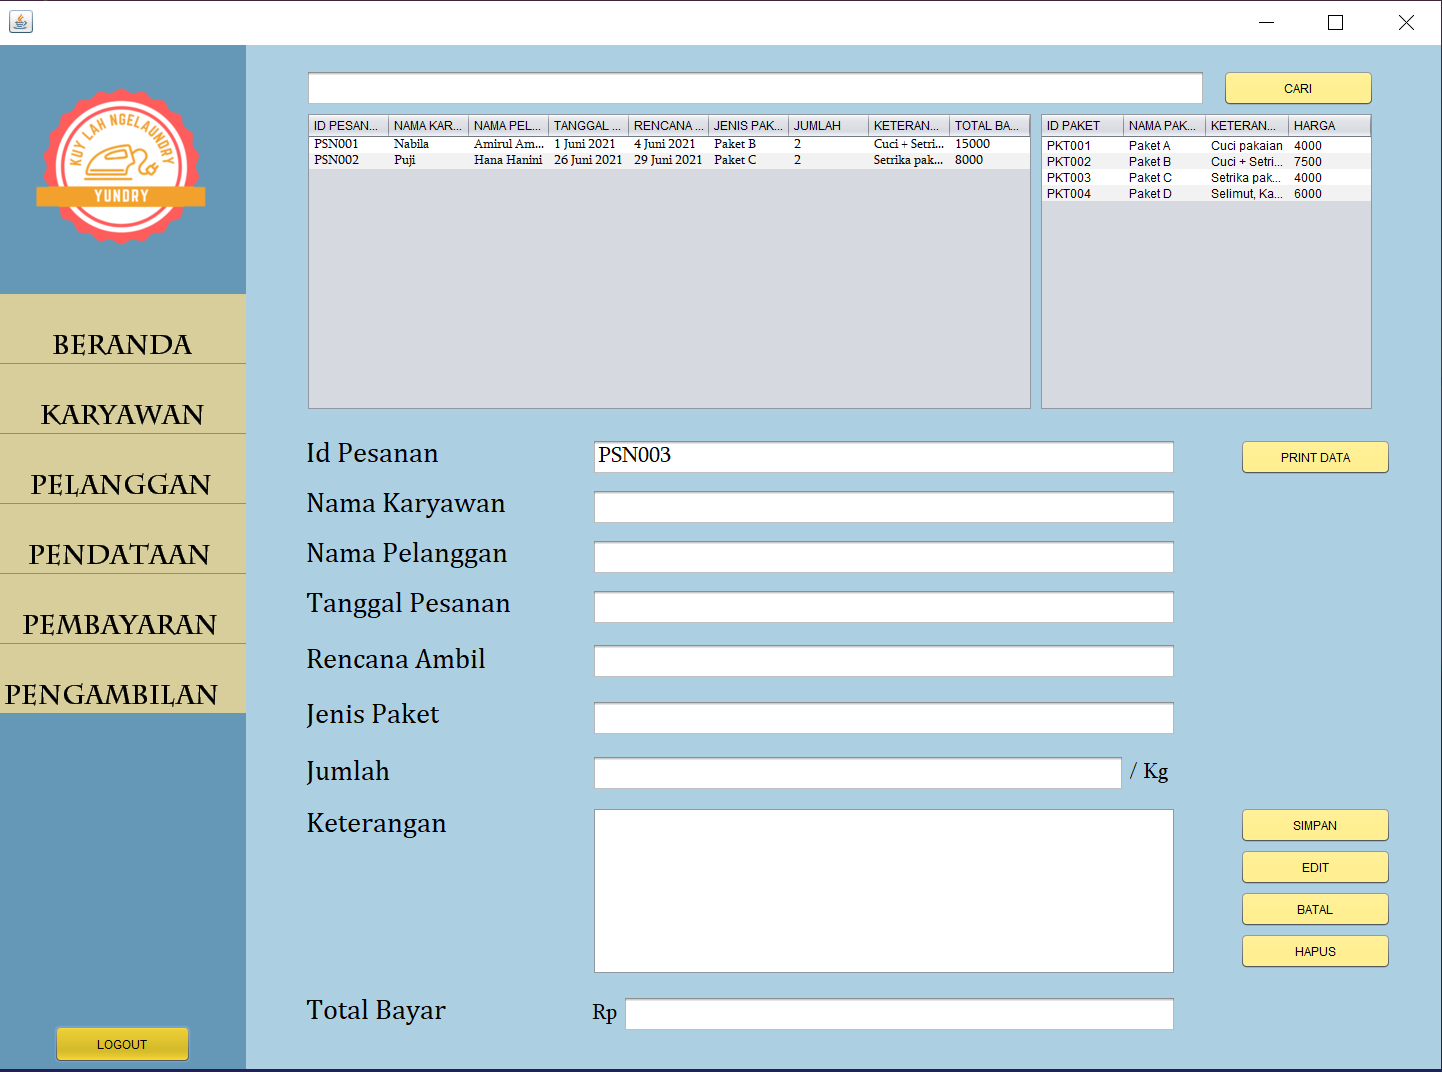 KUY LAH NGELAUNDRY
YUNDRY
BERANDA
KARYAWAN
PELANGGAN
PENDATAAN
PEMBAYARAN
PENGAMBILAN
LOGOUT
CARI
ID PESAN... NAMA KAR... NAMA PEL... TANGGAL ... RENCANA ... JENIS PAK... JUMLAH KETERAN... TOTAL BA...
PSN001 Nabila Amirul Am... 1 Juni 2021 4 Juni 2021 Paket B 2 Cuci + Setri... 15000
PSN002 Puji Hana Hanini 26 Juni 2021 29 Juni 2021 Paket C 2 Setrika pak... 8000
ID PAKET NAMA PAK... KETERAN... HARGA
PKT001 Paket A Cuci pakaian 4000
PKT002 Paket B Cuci + Setri... 7500
PKT003 Paket C Setrika pak... 4000
PKT004 Paket D Selimut, Ka... 6000
Id Pesanan PSN003
PRINT DATA
Nama Karyawan
Nama Pelanggan
Tanggal Pesanan
Rencana Ambil
Jenis Paket
Jumlah / Kg
Keterangan
SIMPAN
EDIT
BATAL
HAPUS
Total Bayar Rp